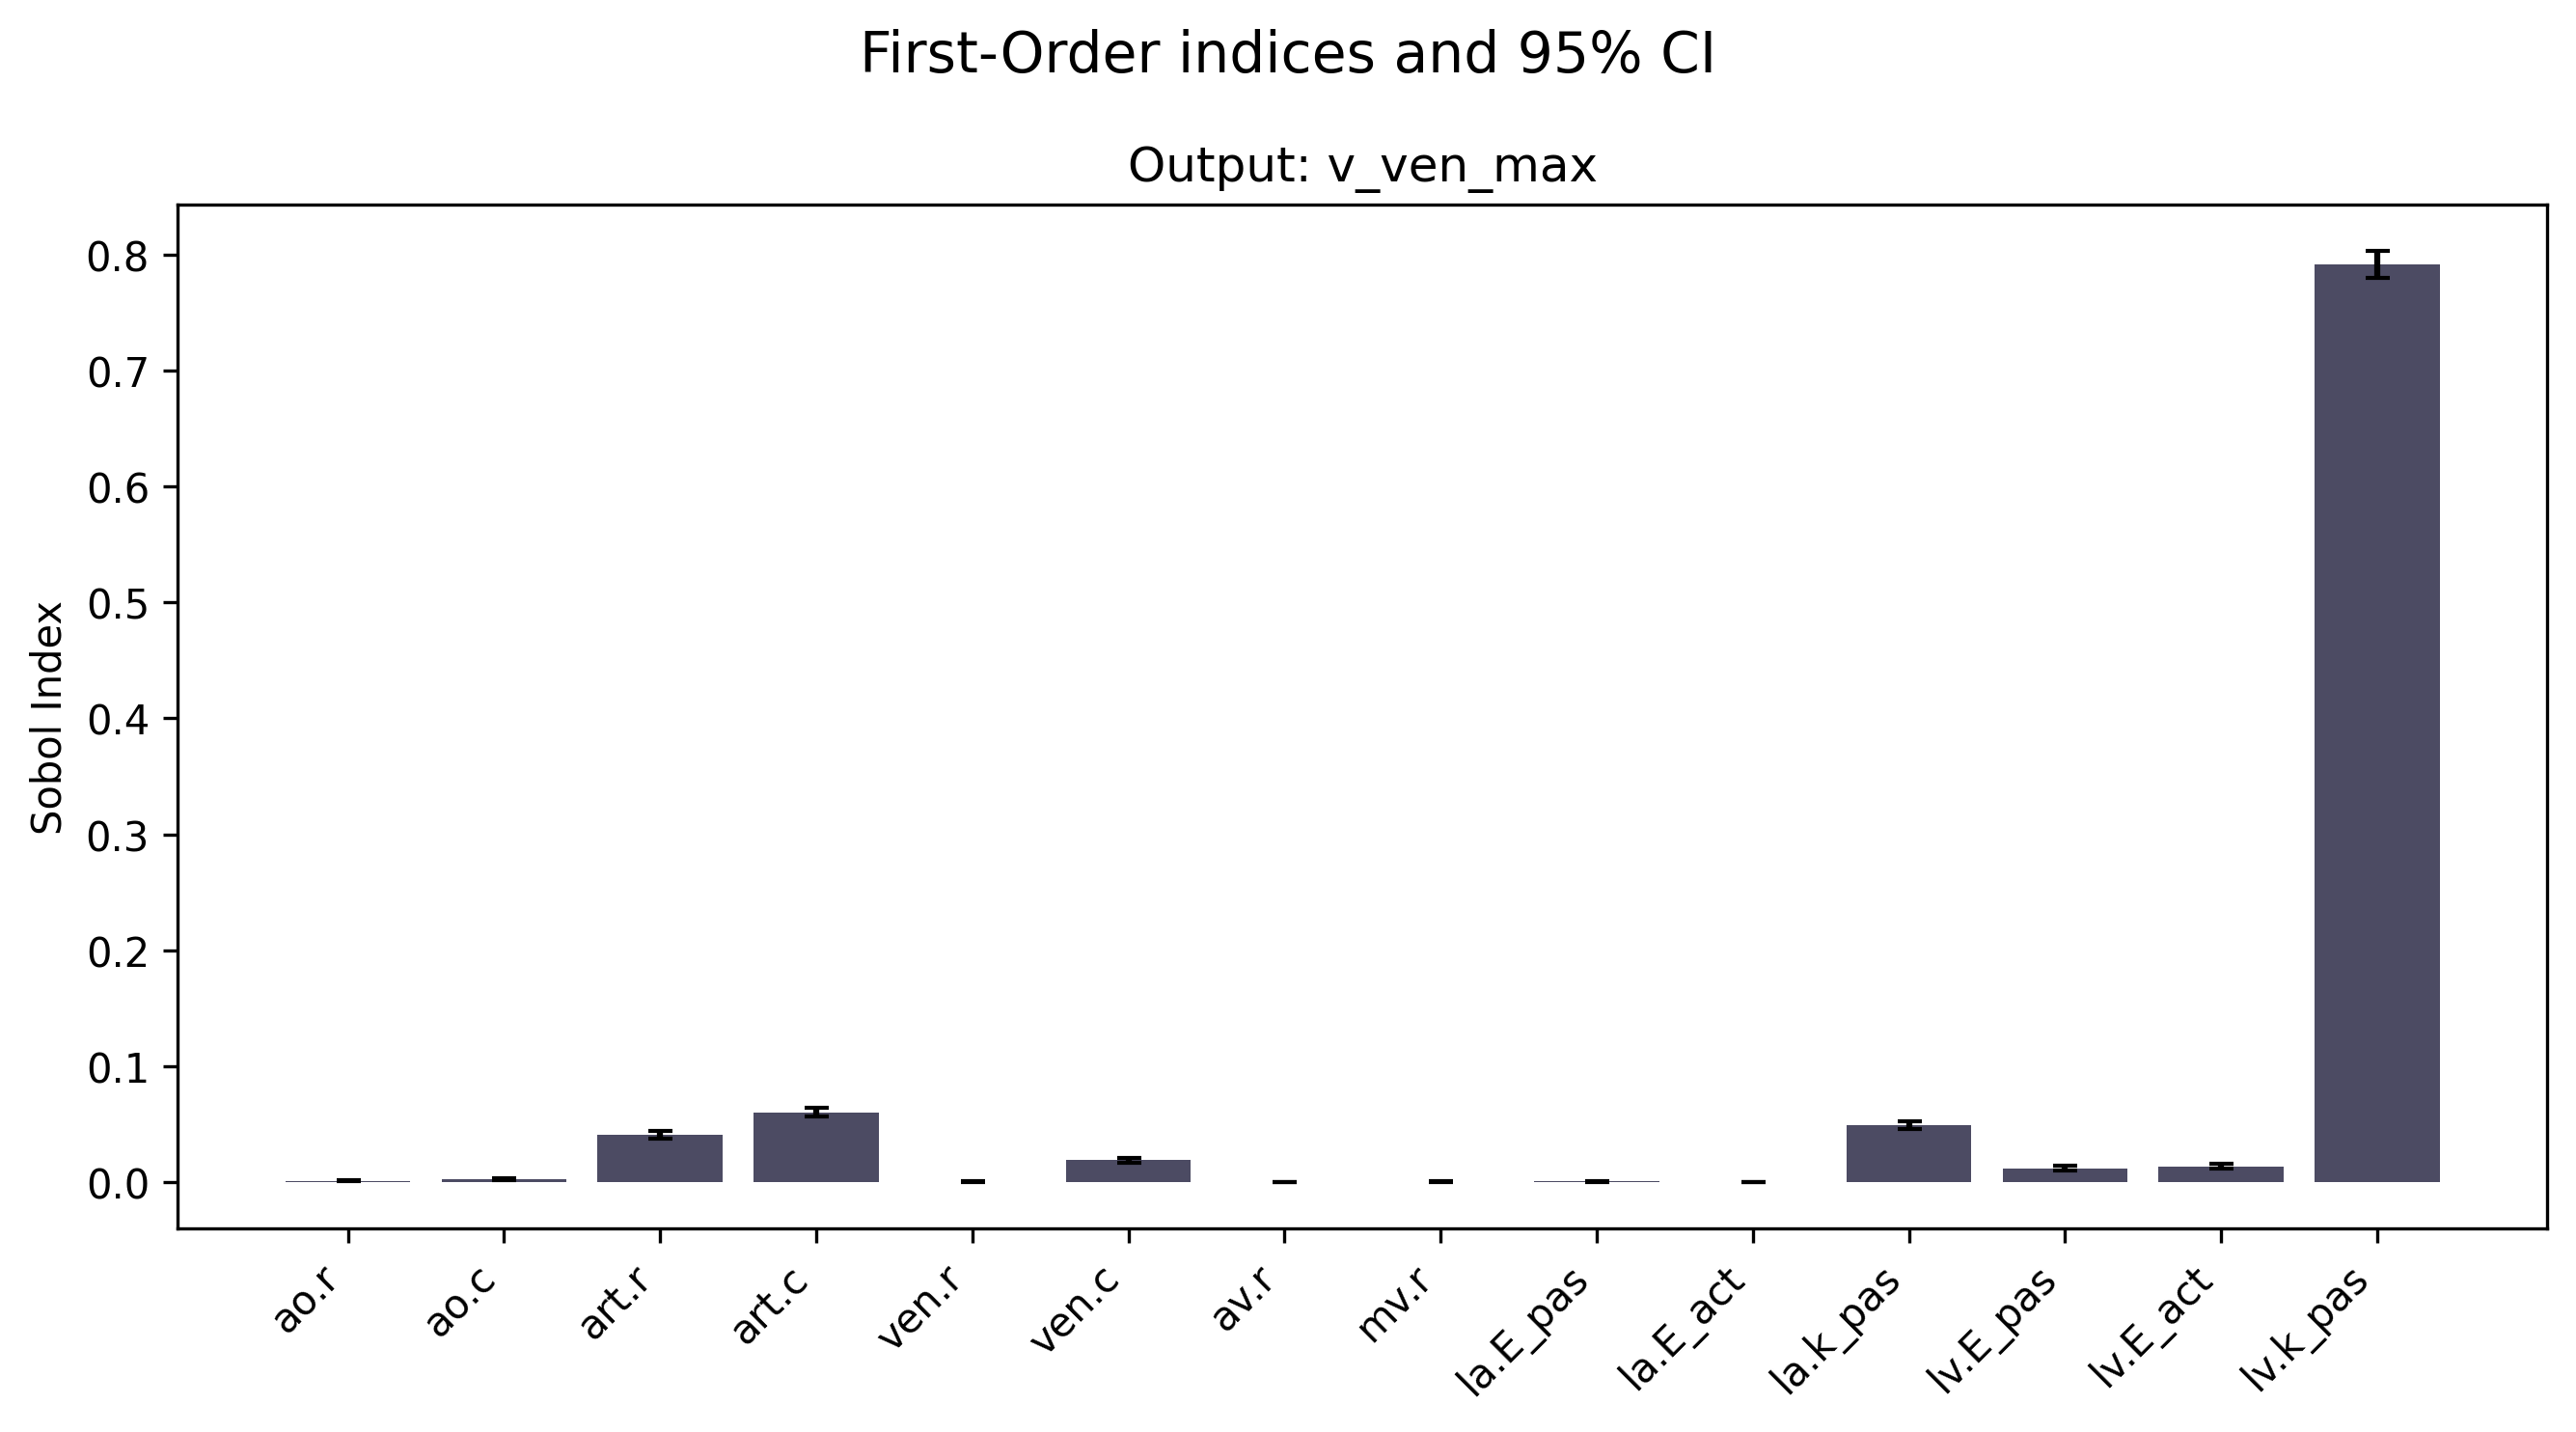 First-Order indices and 95% CI
Output: v_ven_max
Sobol Index
0.8
0.7
0.6
0.5
0.4
0.3
0.2
0.1
0.0
ao.r
ao.c
art.r
art.c
ven.r
ven.c
av.r
mv.r
la.E_pas
la.E_act
la.k_pas
lv.E_pas
lv.E_act
lv.k_pas